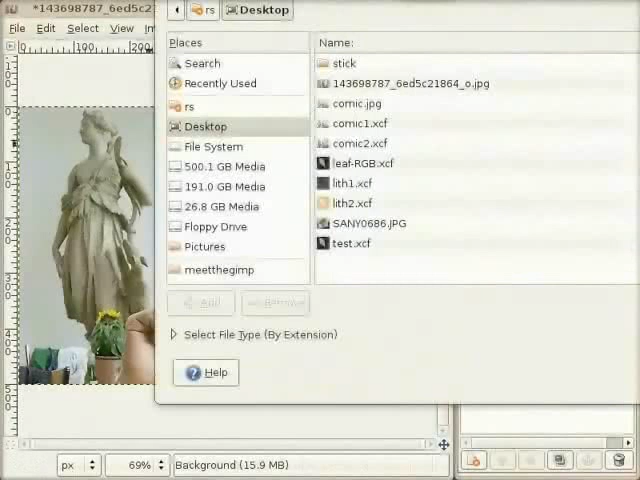 *143698787_6ed5c2
rs
Desktop
File Edit Select View
0 100 200
Places
Name:
Search
Recently Used
rs
Desktop
File System
500.1 GB Media
191.0 GB Media
26.8 GB Media
Floppy Drive
Pictures
meetthegimp
stick
143698787_6ed5c21864_o.jpg
comic.jpg
comic1.xcf
comic2.xcf
leaf-RGB.xcf
lith1.xcf
lith2.xcf
SANY0686.JPG
test.xcf
Add
Remove
Select File Type (By Extension)
Help
px
69%
Background (15.9 MB)